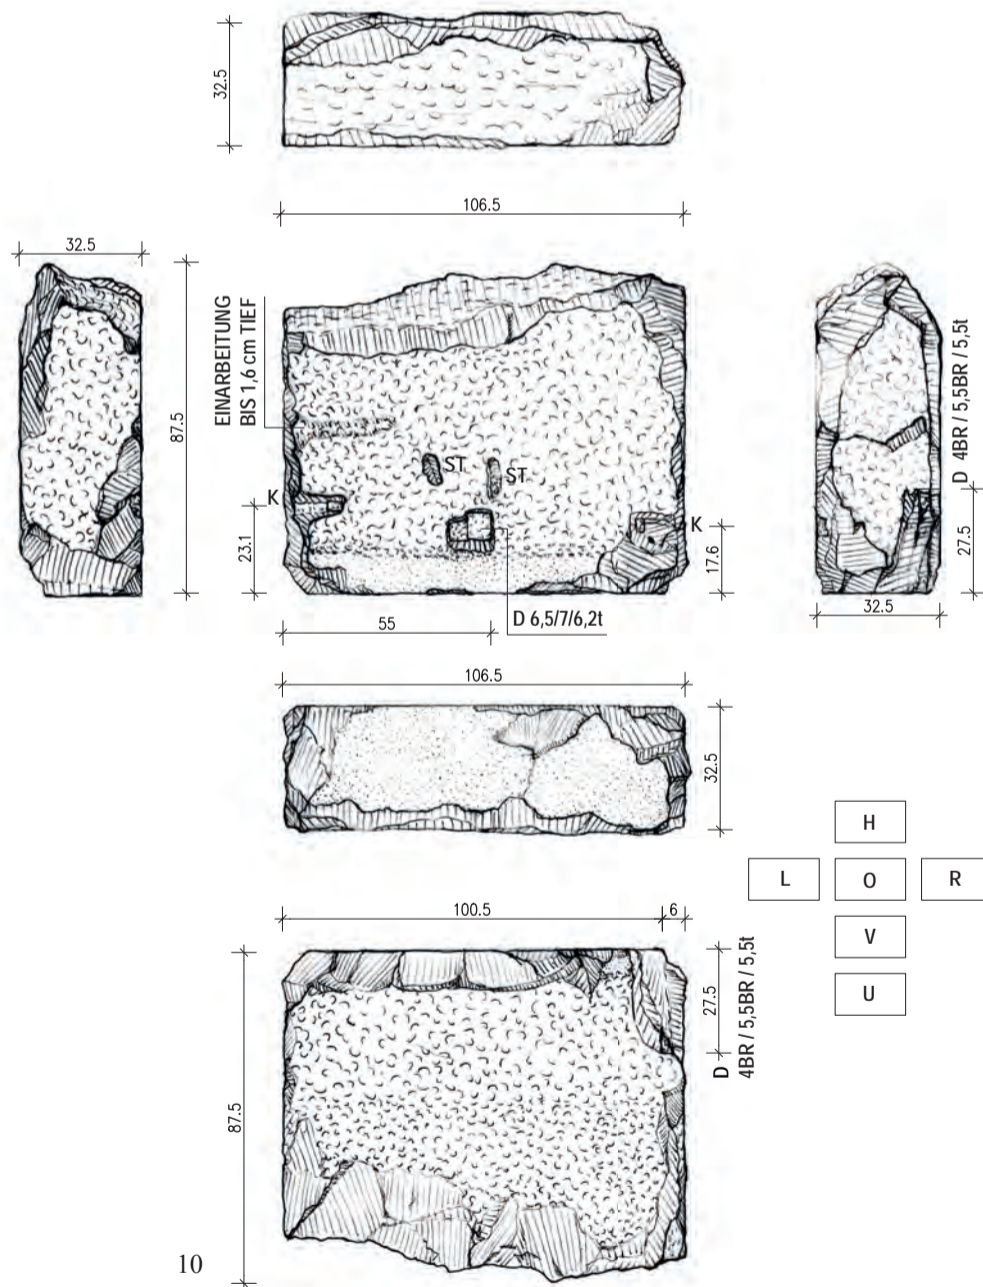 32.5
106.5
32.5
87.5
EINARBEITUNG
BIS 1,6 cm TIEF
K
23.1
ST
ST
K
17.6
55
D 6,5/7/6,2t
D 4BR / 5,5BR / 5,5t
27.5
32.5
106.5
32.5
H
L O R
V
U
100.5 6
87.5
27.5
D
4BR / 5,5BR / 5,5t
10